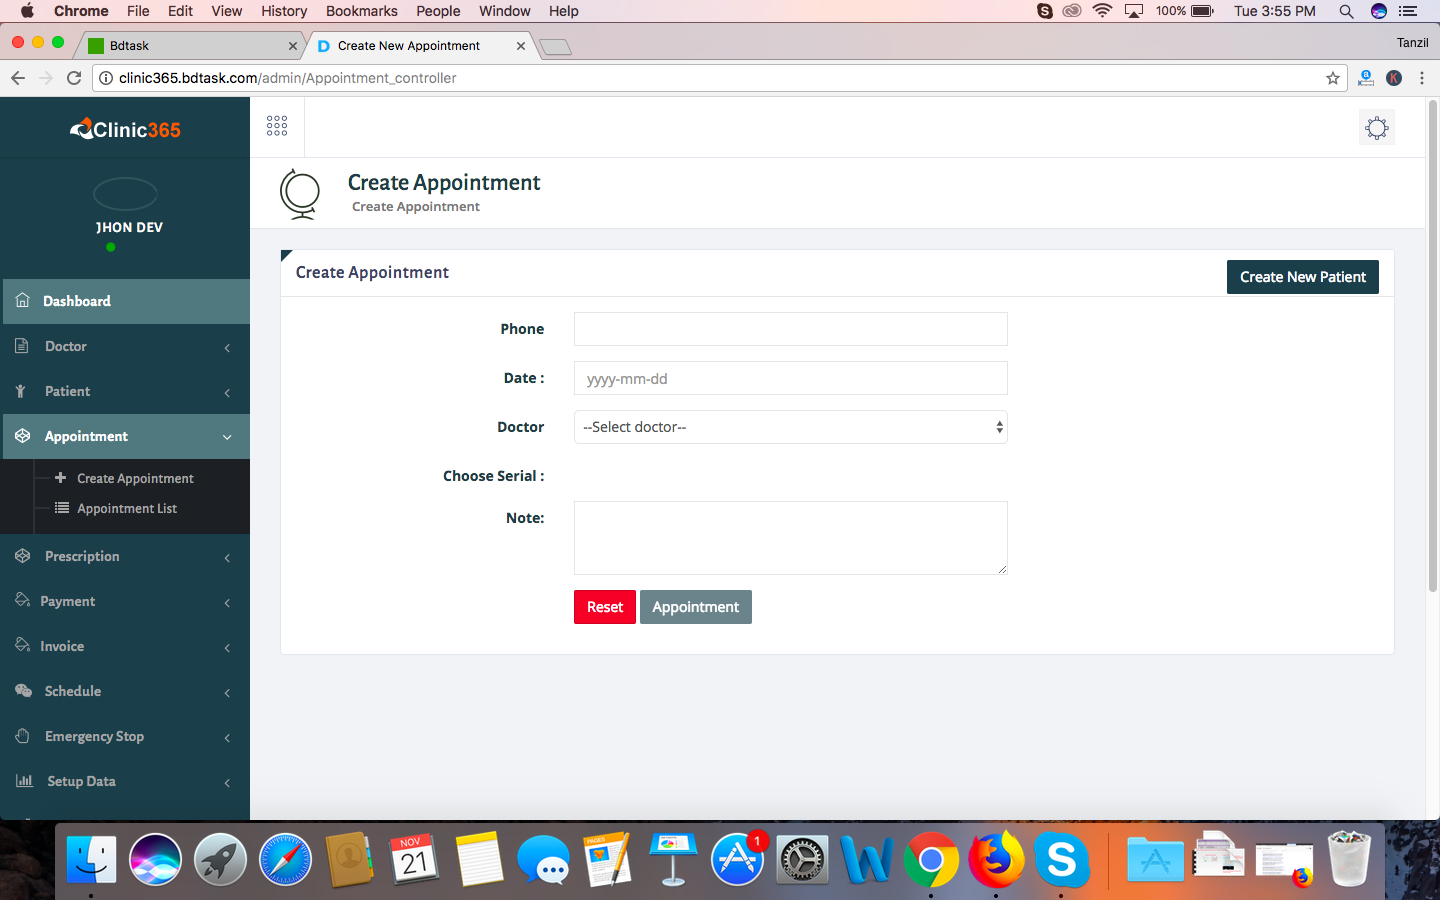 Chrome File Edit View History Bookmarks People Window Help 100% Tue 3:55 PM
Bdtask Create New Appointment Tanzil
clinic365.bdtask.com/admin/Appointment_controller
Clinic365
JHON DEV
Dashboard
Doctor
Patient
Appointment
Create Appointment
Appointment List
Prescription
Payment
Invoice
Schedule
Emergency Stop
Setup Data
Create Appointment
Create Appointment
Create Appointment
Create New Patient
Phone
Date : yyyy-mm-dd
Doctor --Select doctor--
Choose Serial :
Note:
Reset Appointment
NOV
21
PAGES
1